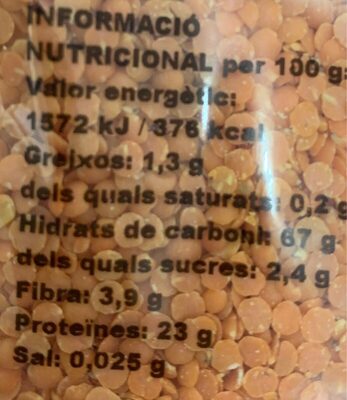 INFORMACIÓ
NUTRICIONAL per 100 g:
Valor energètic:
1572 kJ / 376 kcal
Greixos: 1,3 g
dels quals saturats: 0,2 g
Hidrats de carboni: 67 g
dels quals sucres: 2,4 g
Fibra: 3,9 g
Proteïnes: 23 g
Sal: 0,025 g